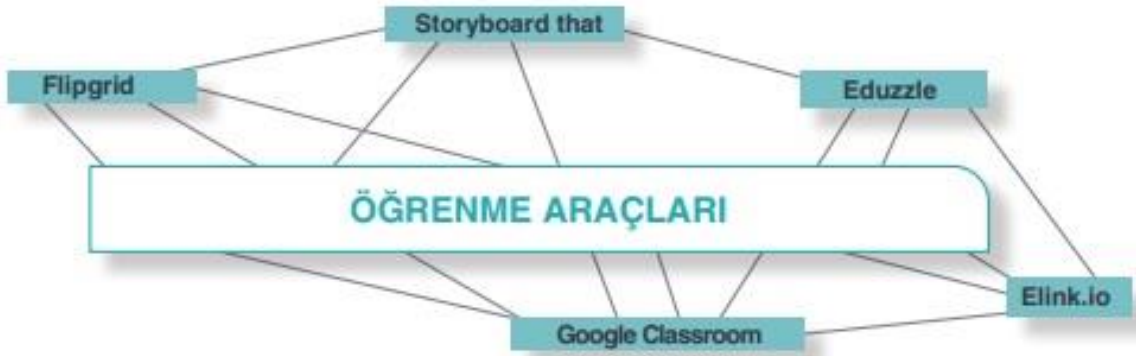 Storyboard that
Flipgrid
Eduzzle
ÖĞRENME ARAÇLARI
Elink.io
Google Classroom